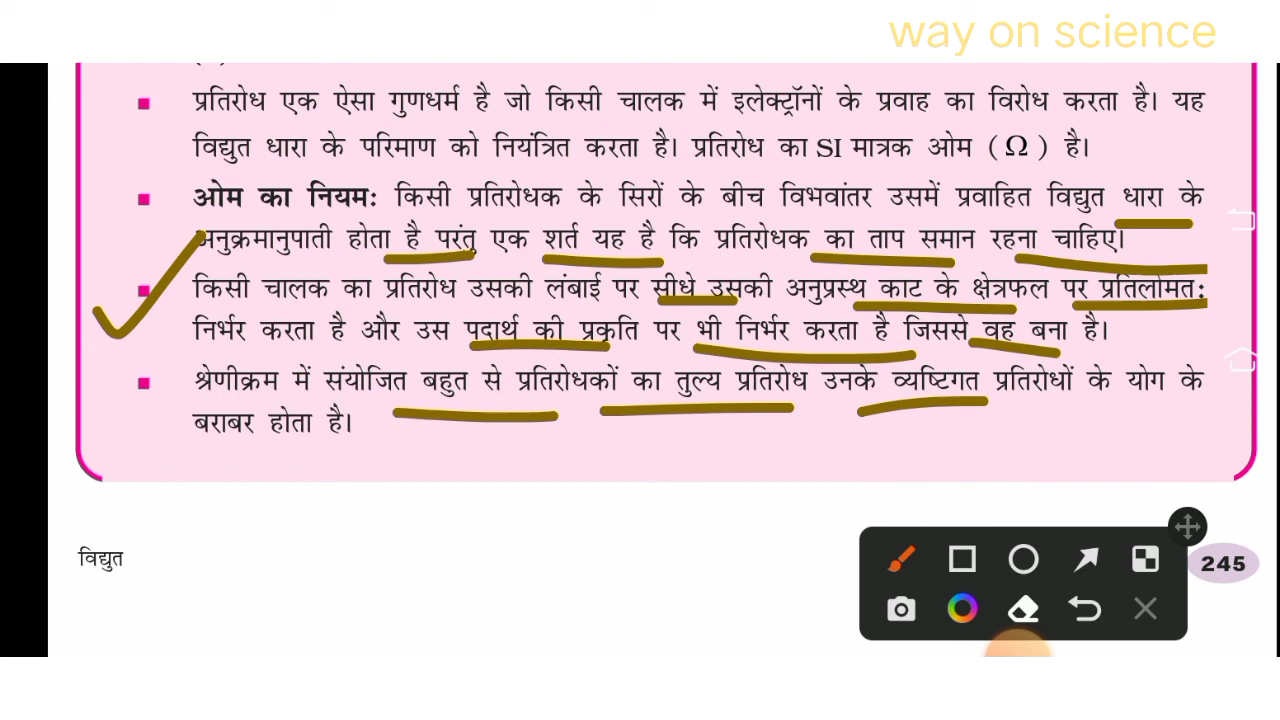 way on science
प्रतिरोध एक ऐसा गुणधर्म है जो किसी चालक में इलेक्ट्रॉनों के प्रवाह का विरोध करता है। यह
विद्युत धारा के परिमाण को नियंत्रित करता है। प्रतिरोध का SI मात्रक ओम ( Ω ) है।
ओम का नियमः किसी प्रतिरोधक के सिरों के बीच विभवांतर उसमें प्रवाहित विद्युत धारा के
अनुक्रमानुपाती होता है परंतु एक शर्त यह है कि प्रतिरोधक का ताप समान रहना चाहिए।
किसी चालक का प्रतिरोध उसकी लंबाई पर सीधे उसकी अनुप्रस्थ काट के क्षेत्रफल पर प्रतिलोमत:
निर्भर करता है और उस पदार्थ की प्रकृति पर भी निर्भर करता है जिससे वह बना है।
श्रेणीक्रम में संयोजित बहुत से प्रतिरोधकों का तुल्य प्रतिरोध उनके व्यष्टिगत प्रतिरोधों के योग के
बराबर होता है।
विद्युत
245